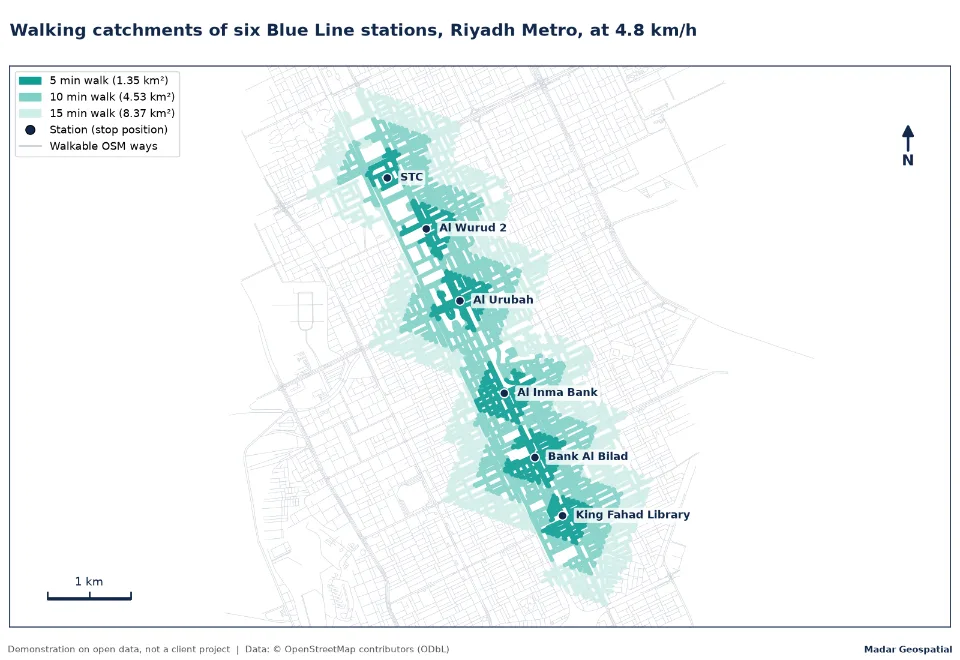 Walking catchments of six Blue Line stations, Riyadh Metro, at 4.8 km/h
5 min walk (1.35 km²)
10 min walk (4.53 km²)
15 min walk (8.37 km²)
Station (stop position)
Walkable OSM ways
N
STC
Al Wurud 2
Al Urubah
Al Inma Bank
Bank Al Bilad
King Fahad Library
1 km
Demonstration on open data, not a client project | Data: © OpenStreetMap contributors (ODbL)
Madar Geospatial